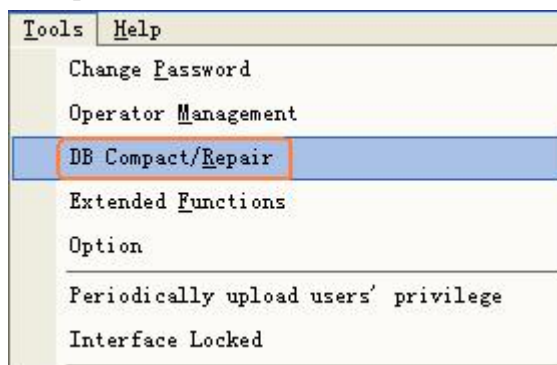 Tools Help
Change Password
Operator Management
DB Compact/Repair
Extended Functions
Option
Periodically upload users' privilege
Interface Locked